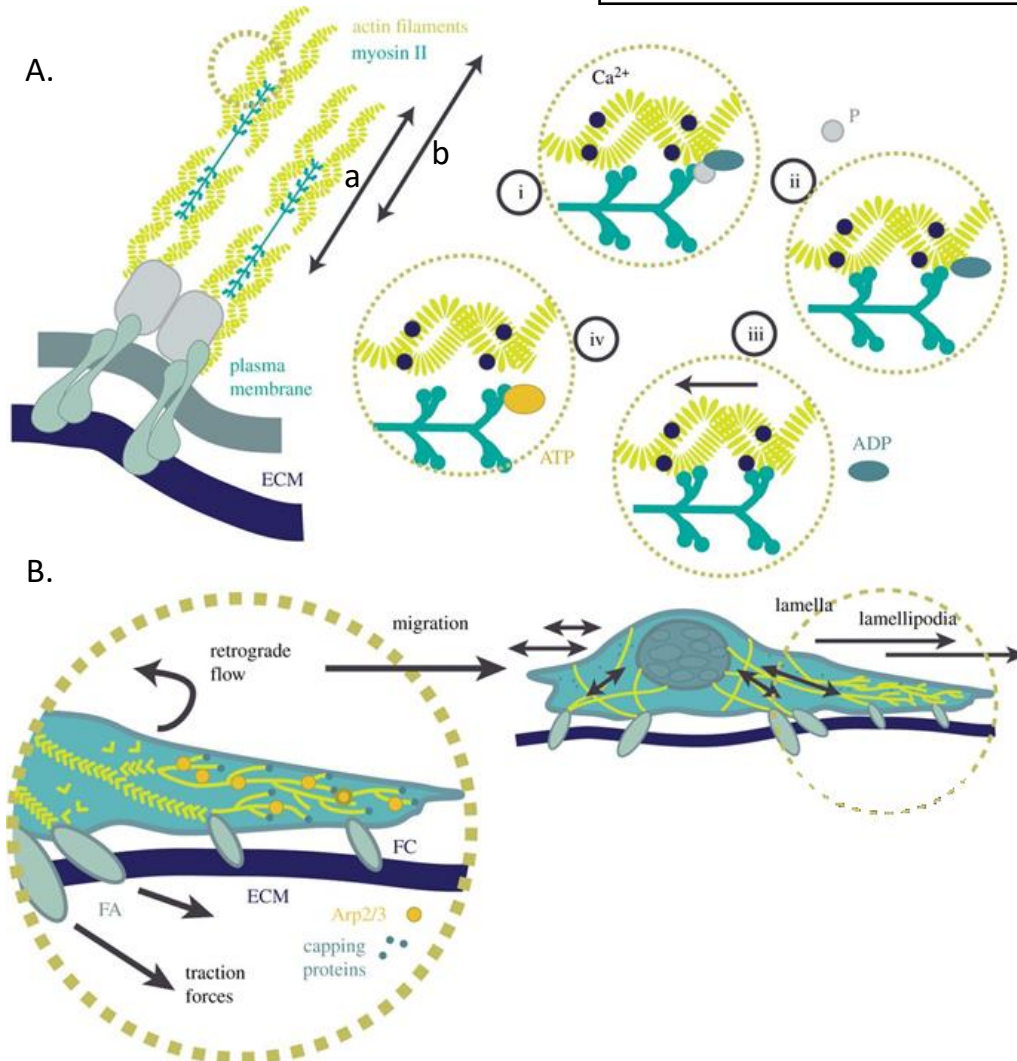 A.
actin filaments
myosin II
a
b
plasma
membrane
ECM
Ca²⁺
P
i
ii
iii
iv
ATP
ADP
B.
retrograde
flow
migration
lamella
lamellipodia
FC
ECM
FA
Arp2/3
capping
proteins
traction
forces